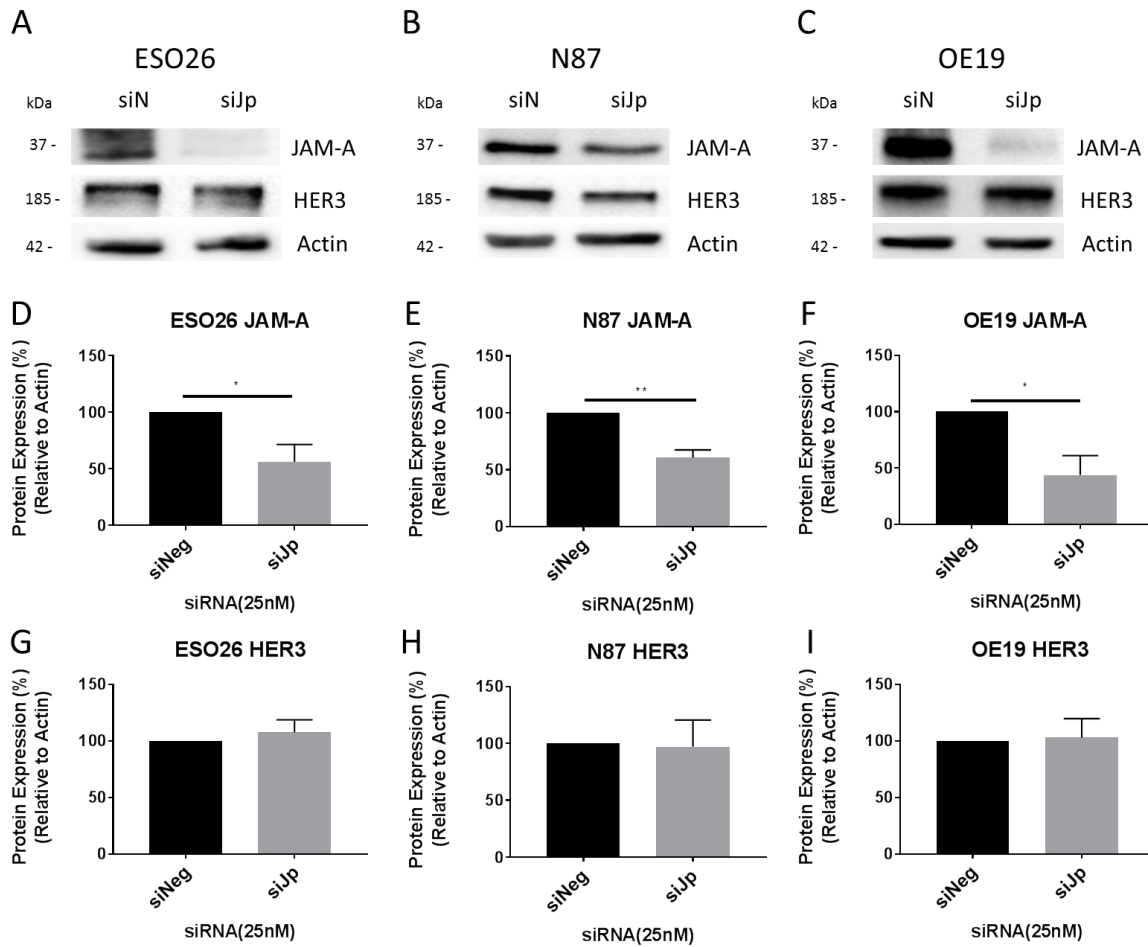 A
B
C
ESO26
N87
OE19
kDa
siN
siJp
kDa
siN
siJp
kDa
siN
siJp
37 -
JAM-A
37 -
JAM-A
37 -
JAM-A
185 -
HER3
185 -
HER3
185 -
HER3
42 -
Actin
42 -
Actin
42 -
Actin
D
ESO26 JAM-A
Protein Expression (%)
(Relative to Actin)
150
100
50
0
*
siNeg
siJp
siRNA(25nM)
E
N87 JAM-A
Protein Expression (%)
(Relative to Actin)
150
100
50
0
**
siNeg
siJp
siRNA(25nM)
F
OE19 JAM-A
Protein Expression (%)
(Relative to Actin)
150
100
50
0
*
siNeg
siJp
siRNA(25nM)
G
ESO26 HER3
Protein Expression (%)
(Relative to Actin)
150
100
50
0
siNeg
siJp
siRNA(25nM)
H
N87 HER3
Protein Expression (%)
(Relative to Actin)
150
100
50
0
siNeg
siJp
siRNA(25nM)
I
OE19 HER3
Protein Expression (%)
(Relative to Actin)
150
100
50
0
siNeg
siJp
siRNA(25nM)